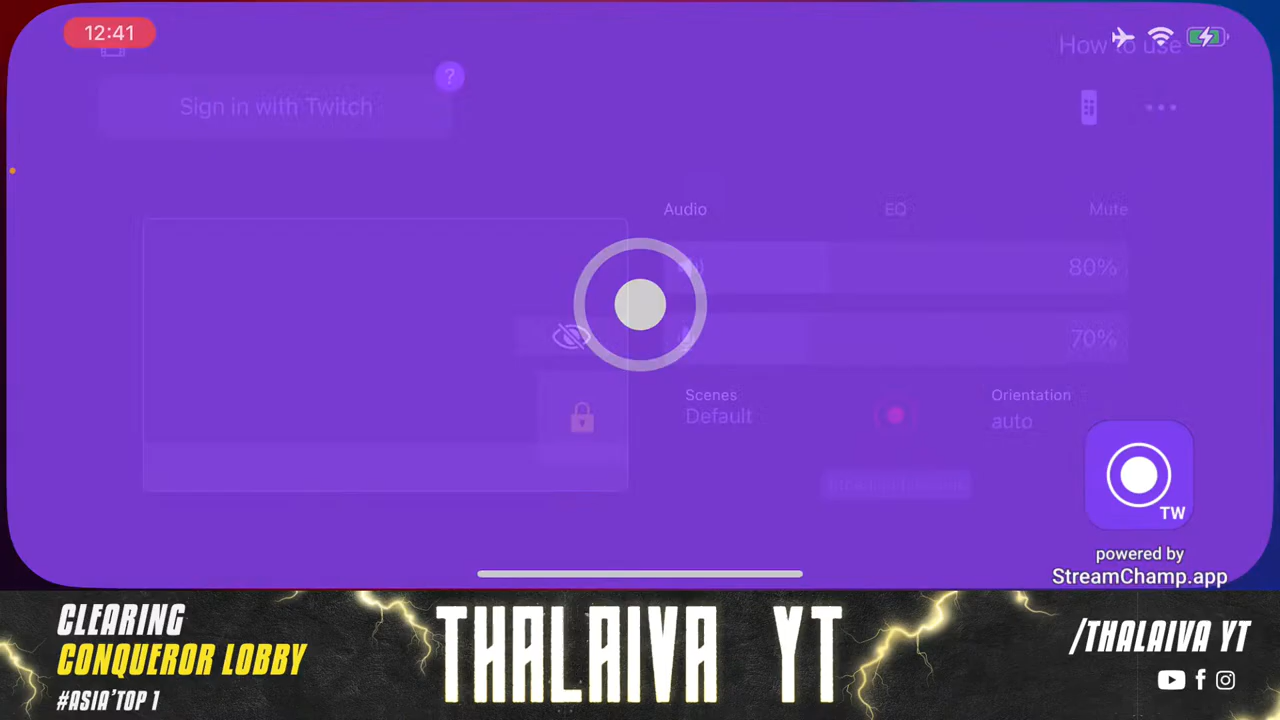 12:41
How to use
?
Sign in with Twitch
Audio
EQ
Mute
80%
70%
Scenes
Default
Orientation
auto
TW
powered by
StreamChamp.app
CLEARING
CONQUEROR LOBBY
#ASIA'TOP 1
THALAIVA YT
/THALAIVA YT